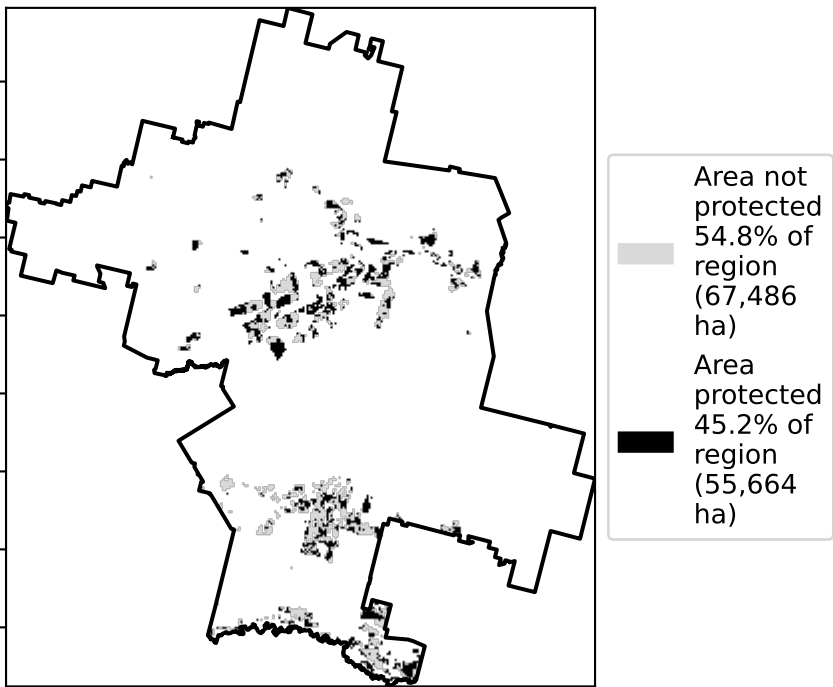 Area not
protected
54.8% of
region
(67,486
ha)
Area
protected
45.2% of
region
(55,664
ha)